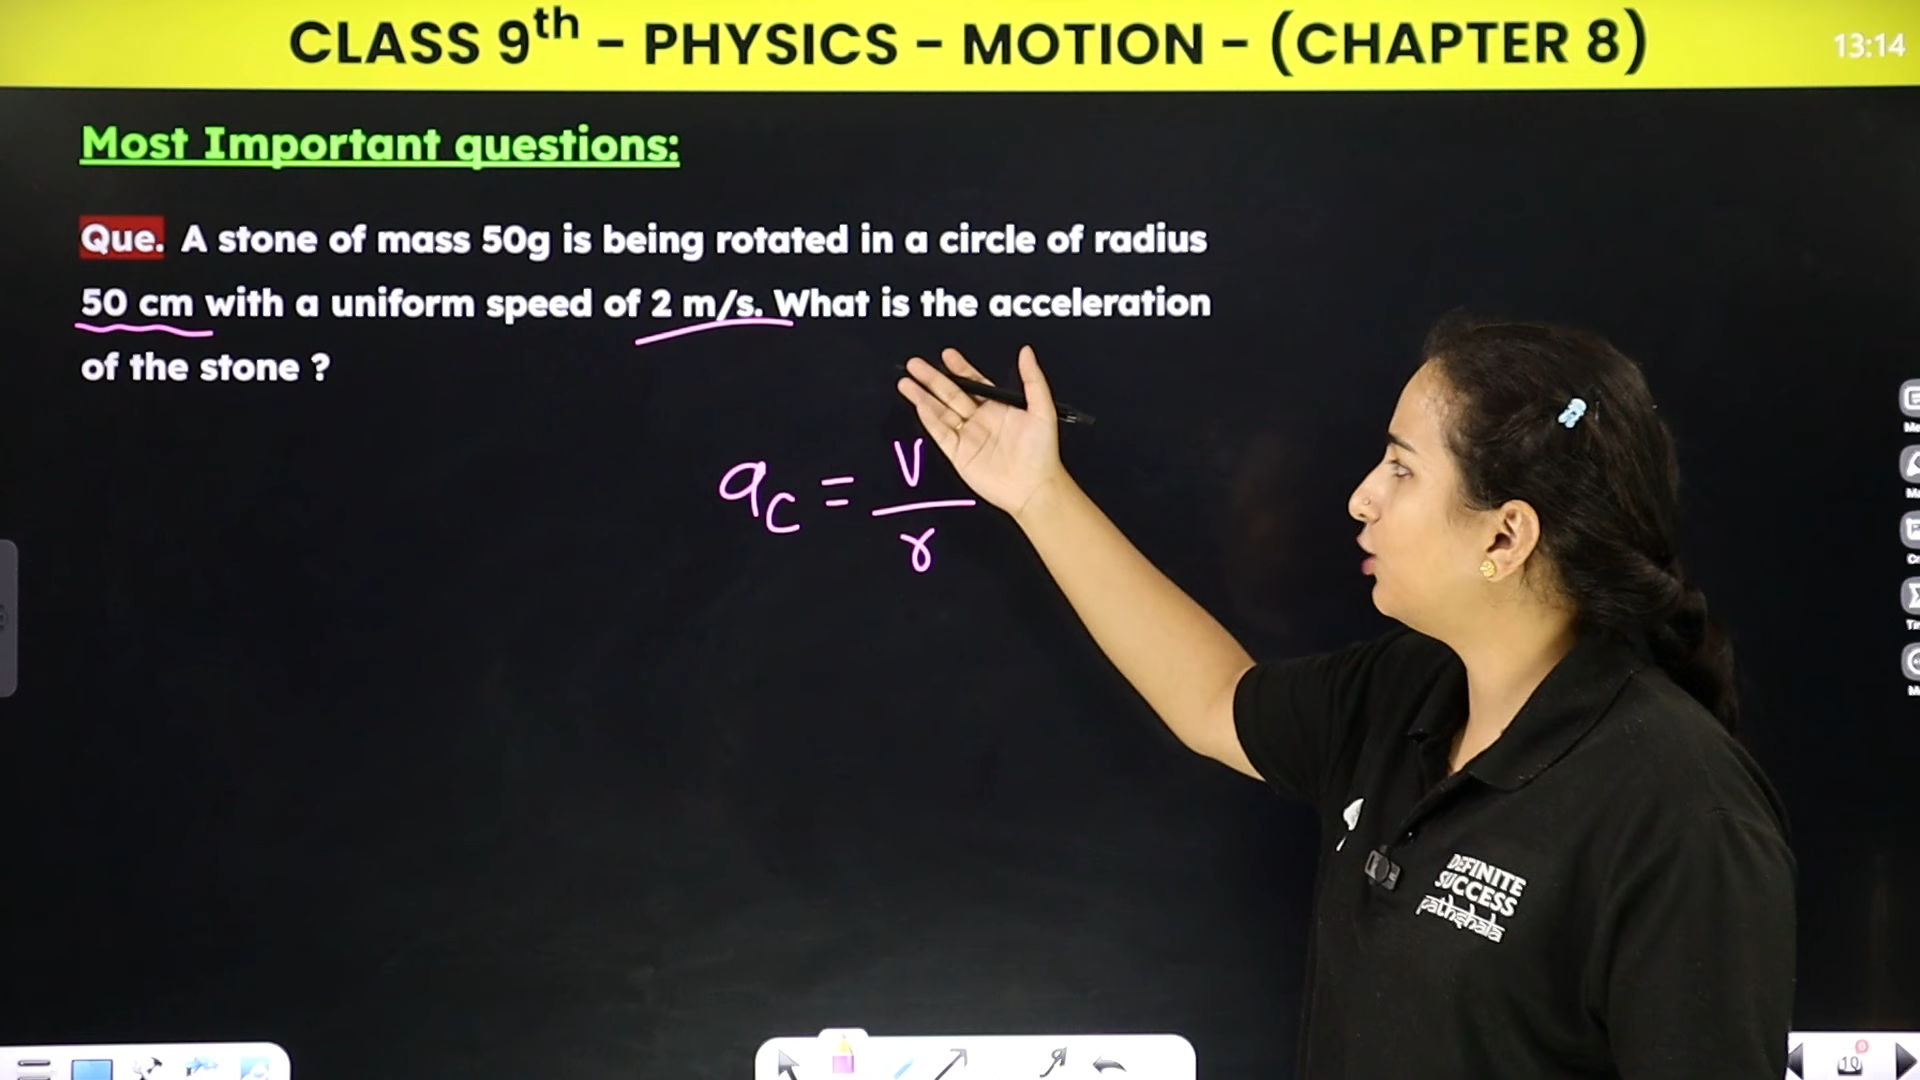 CLASS 9th - PHYSICS - MOTION - (CHAPTER 8)
13:14
Most Important questions:
Que. A stone of mass 50g is being rotated in a circle of radius
50 cm with a uniform speed of 2 m/s. What is the acceleration
of the stone ?
a_c = v/r
DEFINITE
SUCCESS
pathshala
10